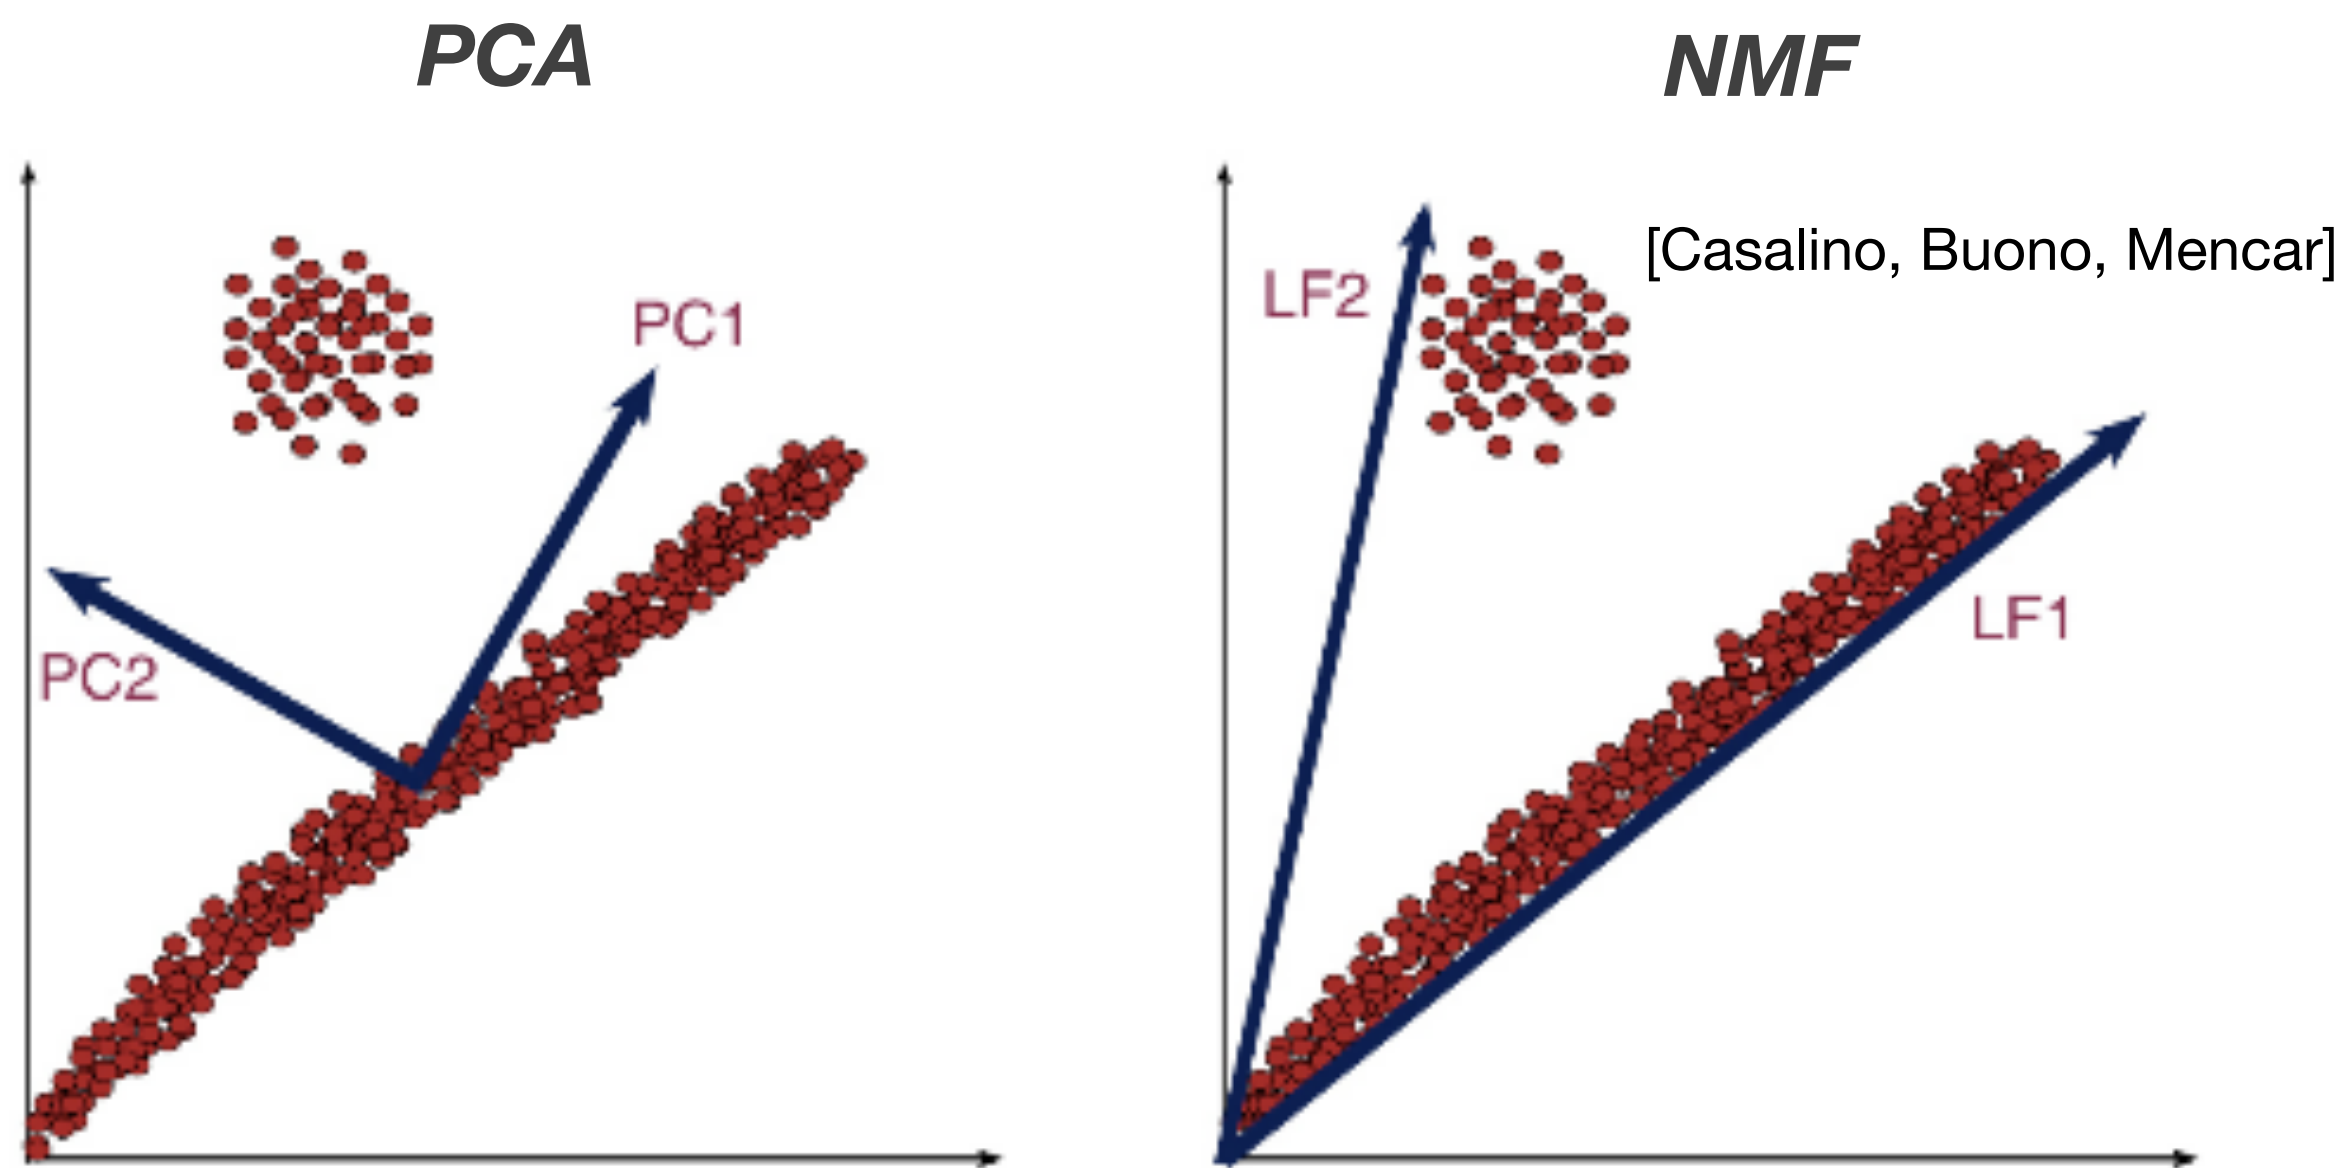 PCA
PC1
PC2
NMF
LF2
[Casalino, Buono, Mencar]
LF1